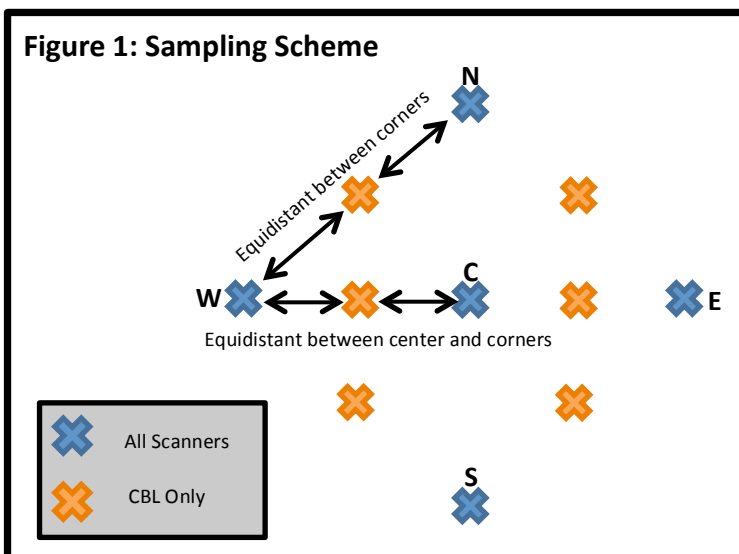 Figure 1: Sampling Scheme
N
Equidistant between corners
W
C
E
Equidistant between center and corners
All Scanners
CBL Only
S